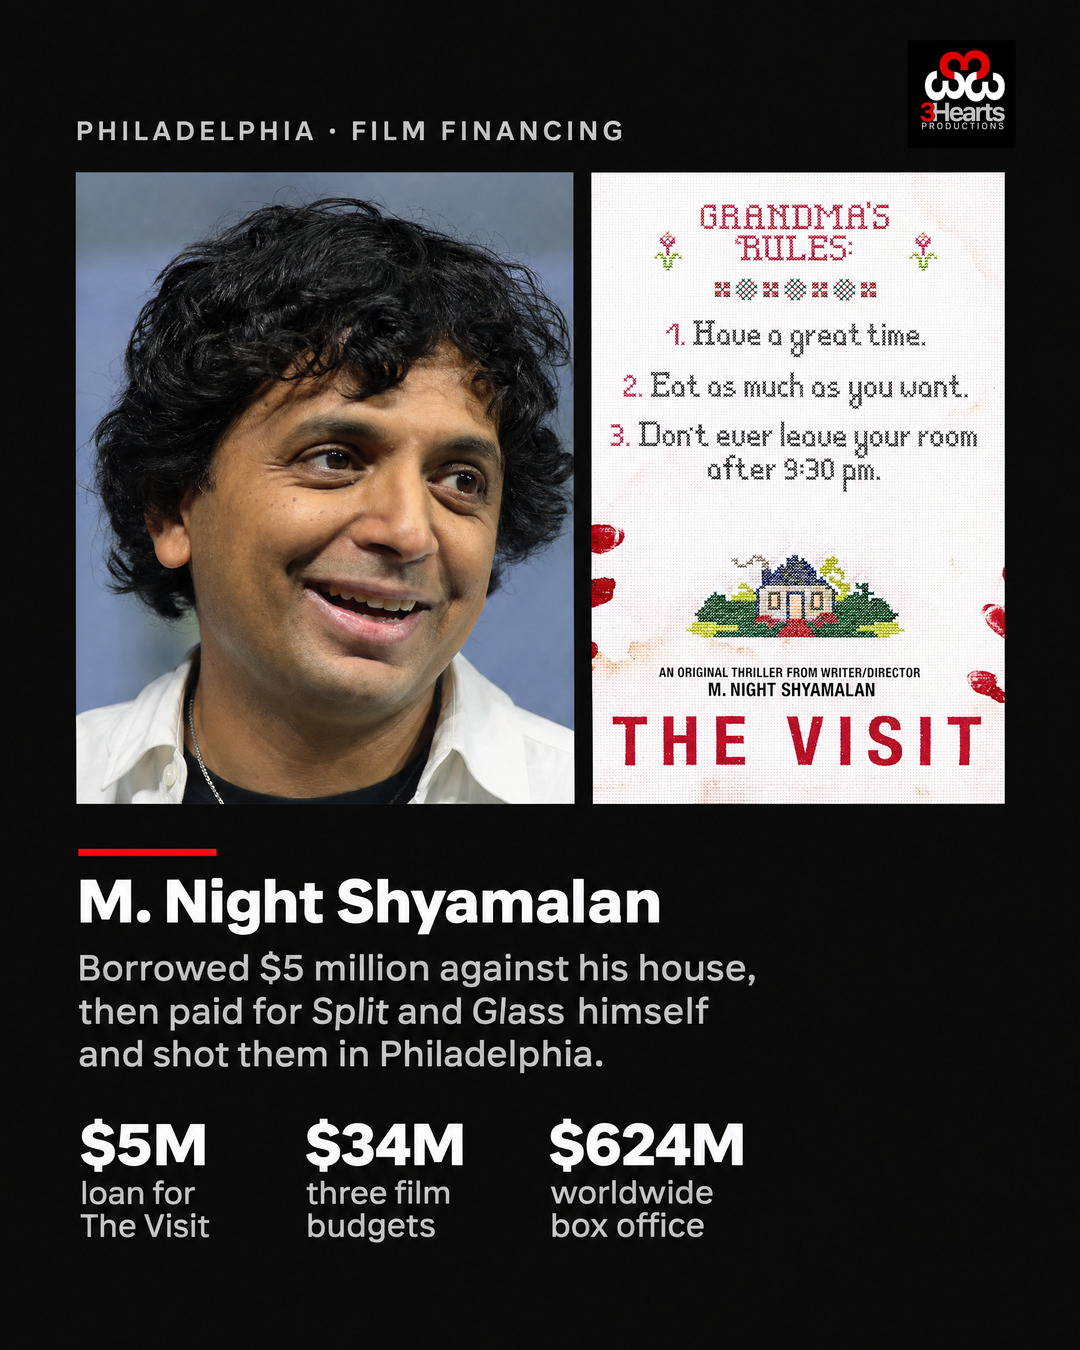 PHILADELPHIA • FILM FINANCING
3Hearts
PRODUCTIONS
GRANDMA'S
RULES:
1. Have a great time.
2. Eat as much as you want.
3. Don't ever leave your room
after 9:30 pm.
AN ORIGINAL THRILLER FROM WRITER/DIRECTOR
M. NIGHT SHYAMALAN
THE VISIT
M. Night Shyamalan
Borrowed $5 million against his house,
then paid for Split and Glass himself
and shot them in Philadelphia.
$5M
loan for
The Visit
$34M
three film
budgets
$624M
worldwide
box office